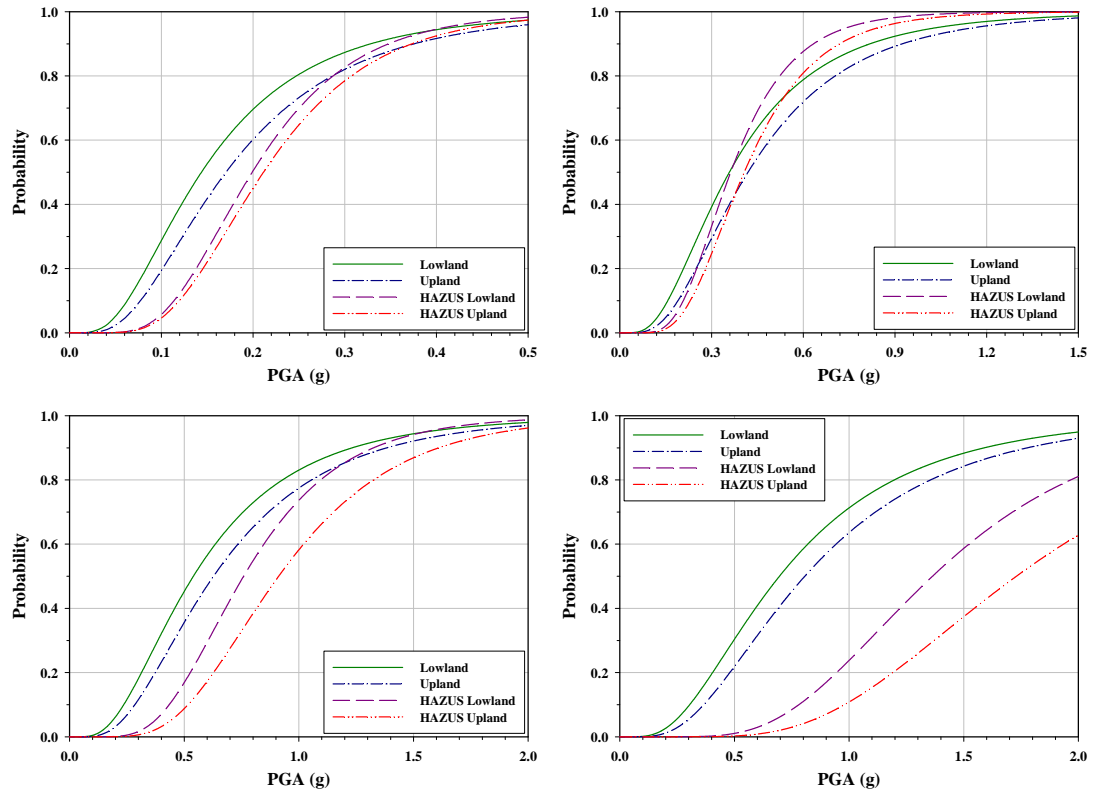 1.0
0.8
0.6
0.4
0.2
0.0
Probability
0.0 0.1 0.2 0.3 0.4 0.5
PGA (g)
Lowland
Upland
HAZUS Lowland
HAZUS Upland
1.0
0.8
0.6
0.4
0.2
0.0
Probability
0.0 0.3 0.6 0.9 1.2 1.5
PGA (g)
Lowland
Upland
HAZUS Lowland
HAZUS Upland
1.0
0.8
0.6
0.4
0.2
0.0
Probability
0.0 0.5 1.0 1.5 2.0
PGA (g)
Lowland
Upland
HAZUS Lowland
HAZUS Upland
1.0
0.8
0.6
0.4
0.2
0.0
Probability
0.0 0.5 1.0 1.5 2.0
PGA (g)
Lowland
Upland
HAZUS Lowland
HAZUS Upland